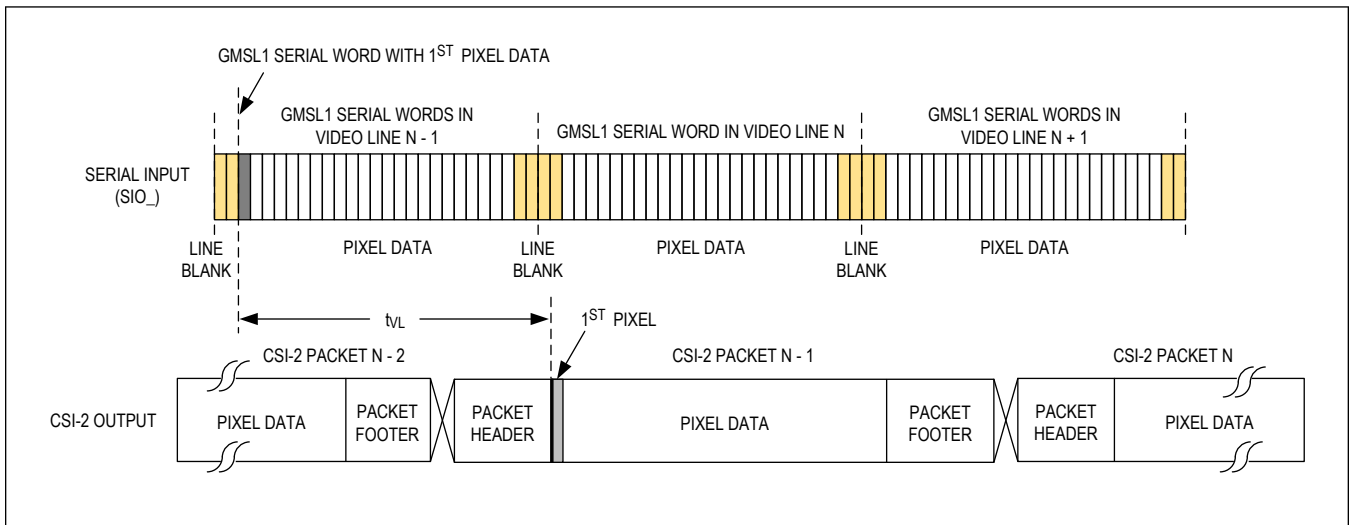 GMSL1 SERIAL WORD WITH 1ST PIXEL DATA
GMSL1 SERIAL WORDS IN
VIDEO LINE N - 1
GMSL1 SERIAL WORD IN VIDEO LINE N
GMSL1 SERIAL WORDS IN
VIDEO LINE N + 1
SERIAL INPUT
(SIO_)
LINE
BLANK
PIXEL DATA
LINE
BLANK
PIXEL DATA
LINE
BLANK
PIXEL DATA
tVL
1ST PIXEL
CSI-2 PACKET N - 2
CSI-2 PACKET N - 1
CSI-2 PACKET N
CSI-2 OUTPUT
PIXEL DATA
PACKET
FOOTER
PACKET
HEADER
PIXEL DATA
PACKET
FOOTER
PACKET
HEADER
PIXEL DATA